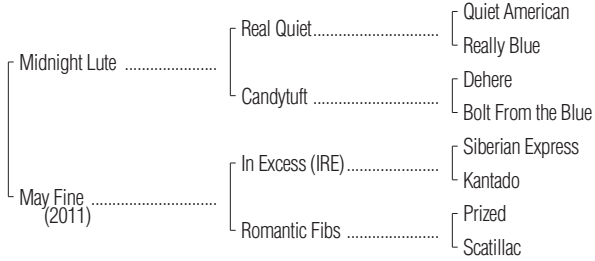 Quiet American
Real Quiet
Really Blue
Midnight Lute
Dehere
Candytuft
Bolt From the Blue
Siberian Express
In Excess (IRE)
Kantado
May Fine
(2011)
Prized
Romantic Fibs
Scatillac